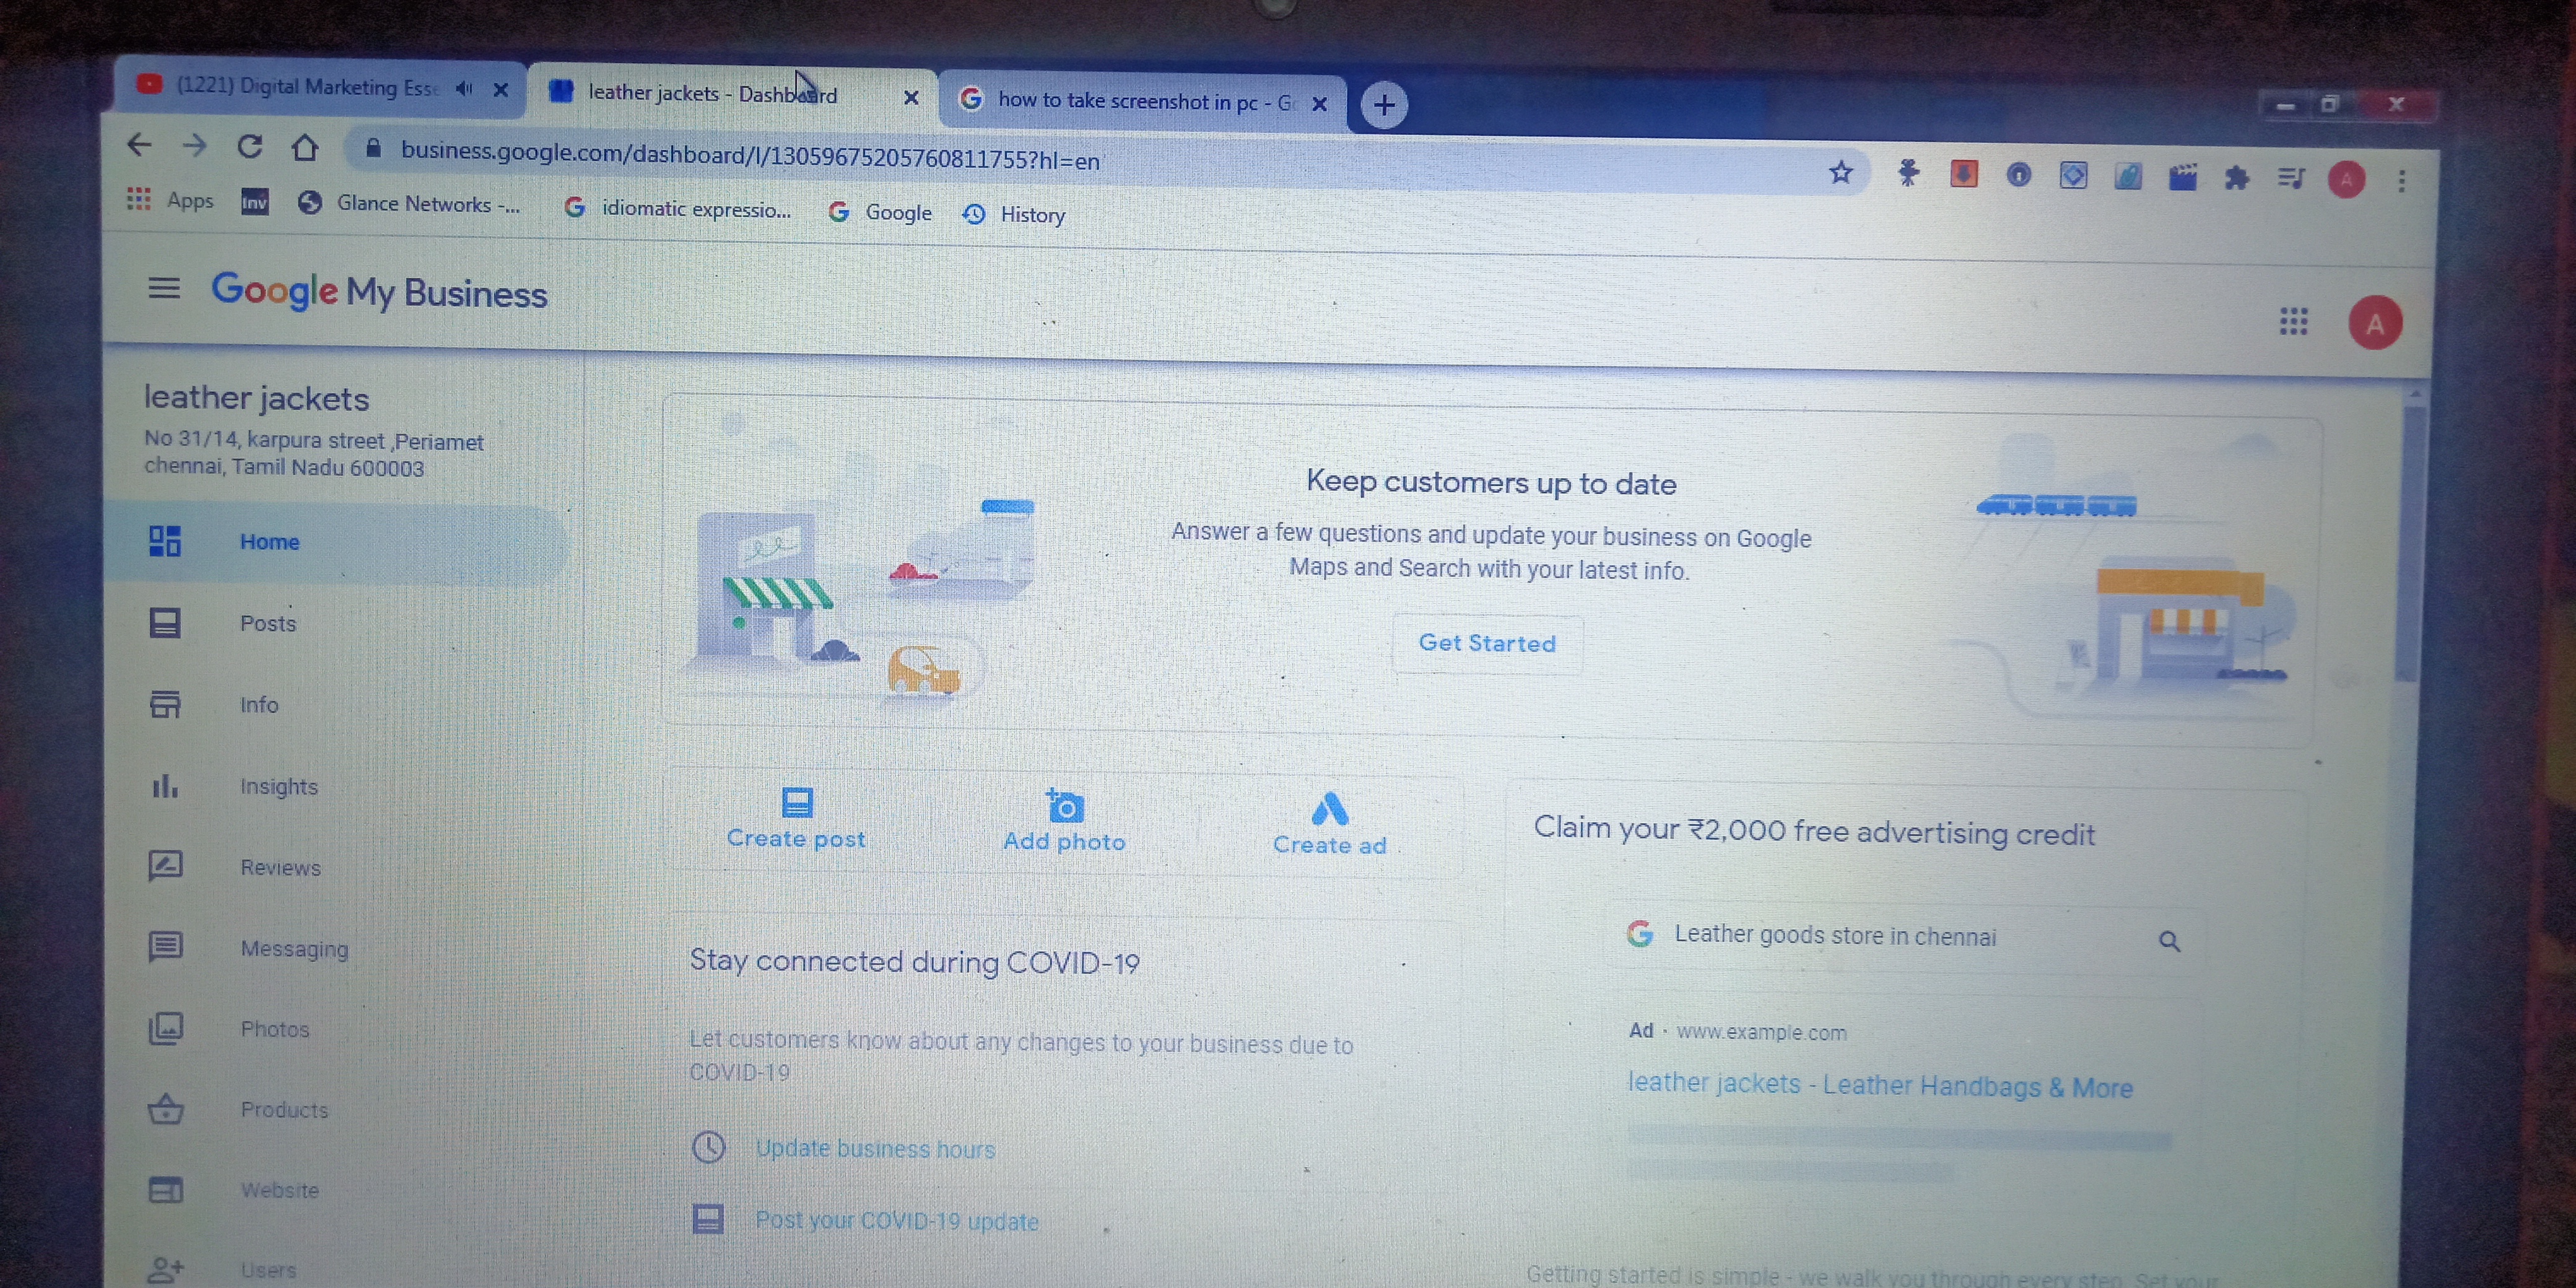 (1221) Digital Marketing Esse
leather jackets - Dashboard
how to take screenshot in pc - Go
business.google.com/dashboard/l/13059675205760811755?hl=en
Apps
Inv
Glance Networks -...
idiomatic expressio...
Google
History
A
Google My Business
A
leather jackets
No 31/14, karpura street ,Periamet
chennai, Tamil Nadu 600003
Home
Posts
Info
Insights
Reviews
Messaging
Photos
Products
Website
Users
Keep customers up to date
Answer a few questions and update your business on Google
Maps and Search with your latest info.
Get Started
Create post
Add photo
Create ad
Stay connected during COVID-19
Let customers know about any changes to your business due to
COVID-19
Update business hours
Post your COVID-19 update
Claim your ₹2,000 free advertising credit
Leather goods store in chennai
Ad · www.example.com
leather jackets - Leather Handbags & More
Getting started is simple - we walk you through every step. Set your